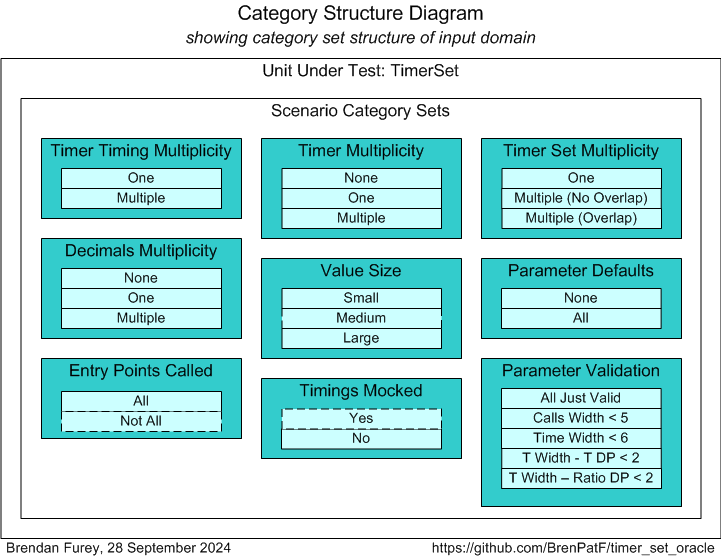 Category Structure Diagram
showing category set structure of input domain
Unit Under Test: TimerSet
Scenario Category Sets
Timer Timing Multiplicity
One
Multiple
Decimals Multiplicity
None
One
Multiple
Entry Points Called
All
Not All
Timer Multiplicity
None
One
Multiple
Value Size
Small
Medium
Large
Timings Mocked
Yes
No
Timer Set Multiplicity
One
Multiple (No Overlap)
Multiple (Overlap)
Parameter Defaults
None
All
Parameter Validation
All Just Valid
Calls Width < 5
Time Width < 6
T Width - T DP < 2
T Width – Ratio DP < 2
Brendan Furey, 28 September 2024
https://github.com/BrenPatF/timer_set_oracle